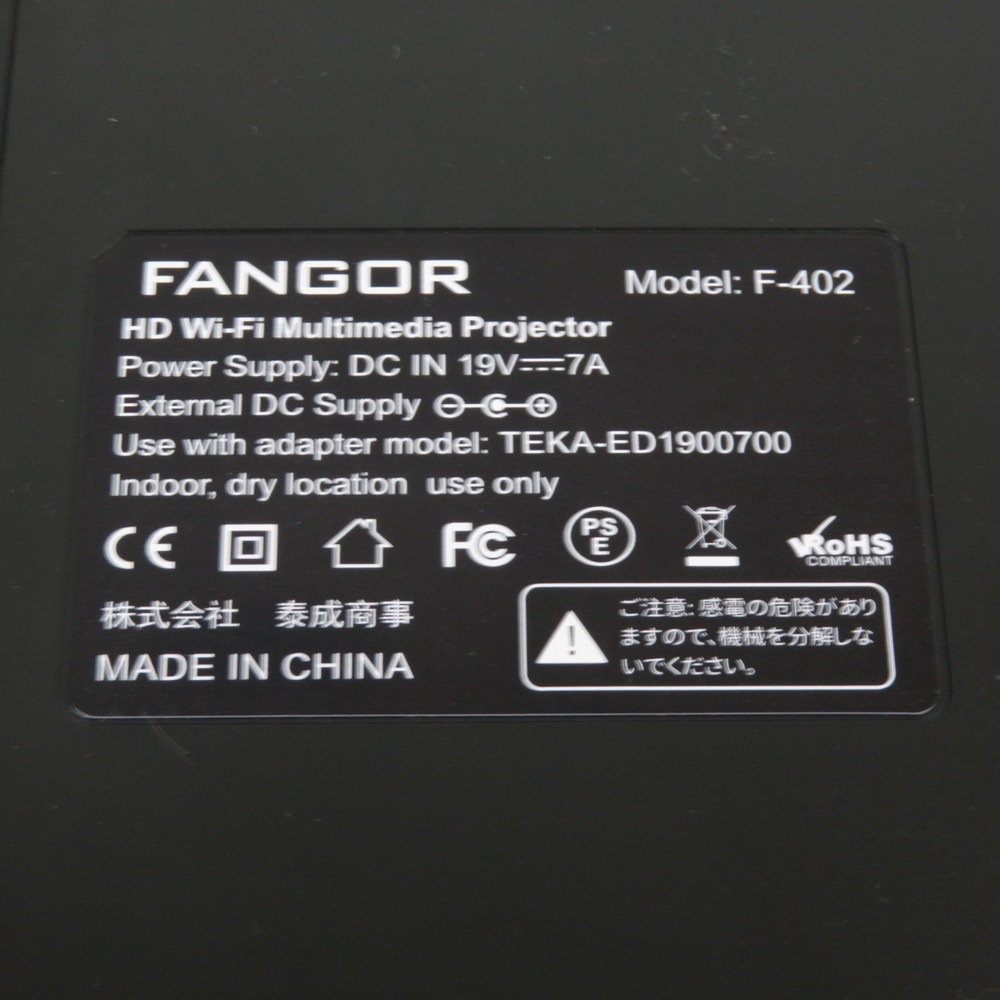 FANGOR
Model: F-402
HD Wi-Fi Multimedia Projector
Power Supply: DC IN 19V⎓7A
External DC Supply
Use with adapter model: TEKA-ED1900700
Indoor, dry location use only
CE
FC
PS
E
RoHS
COMPLIANT
株式会社 泰成商事
MADE IN CHINA
ご注意: 感電の危険があり
ますので、機械を分解しな
いでください。